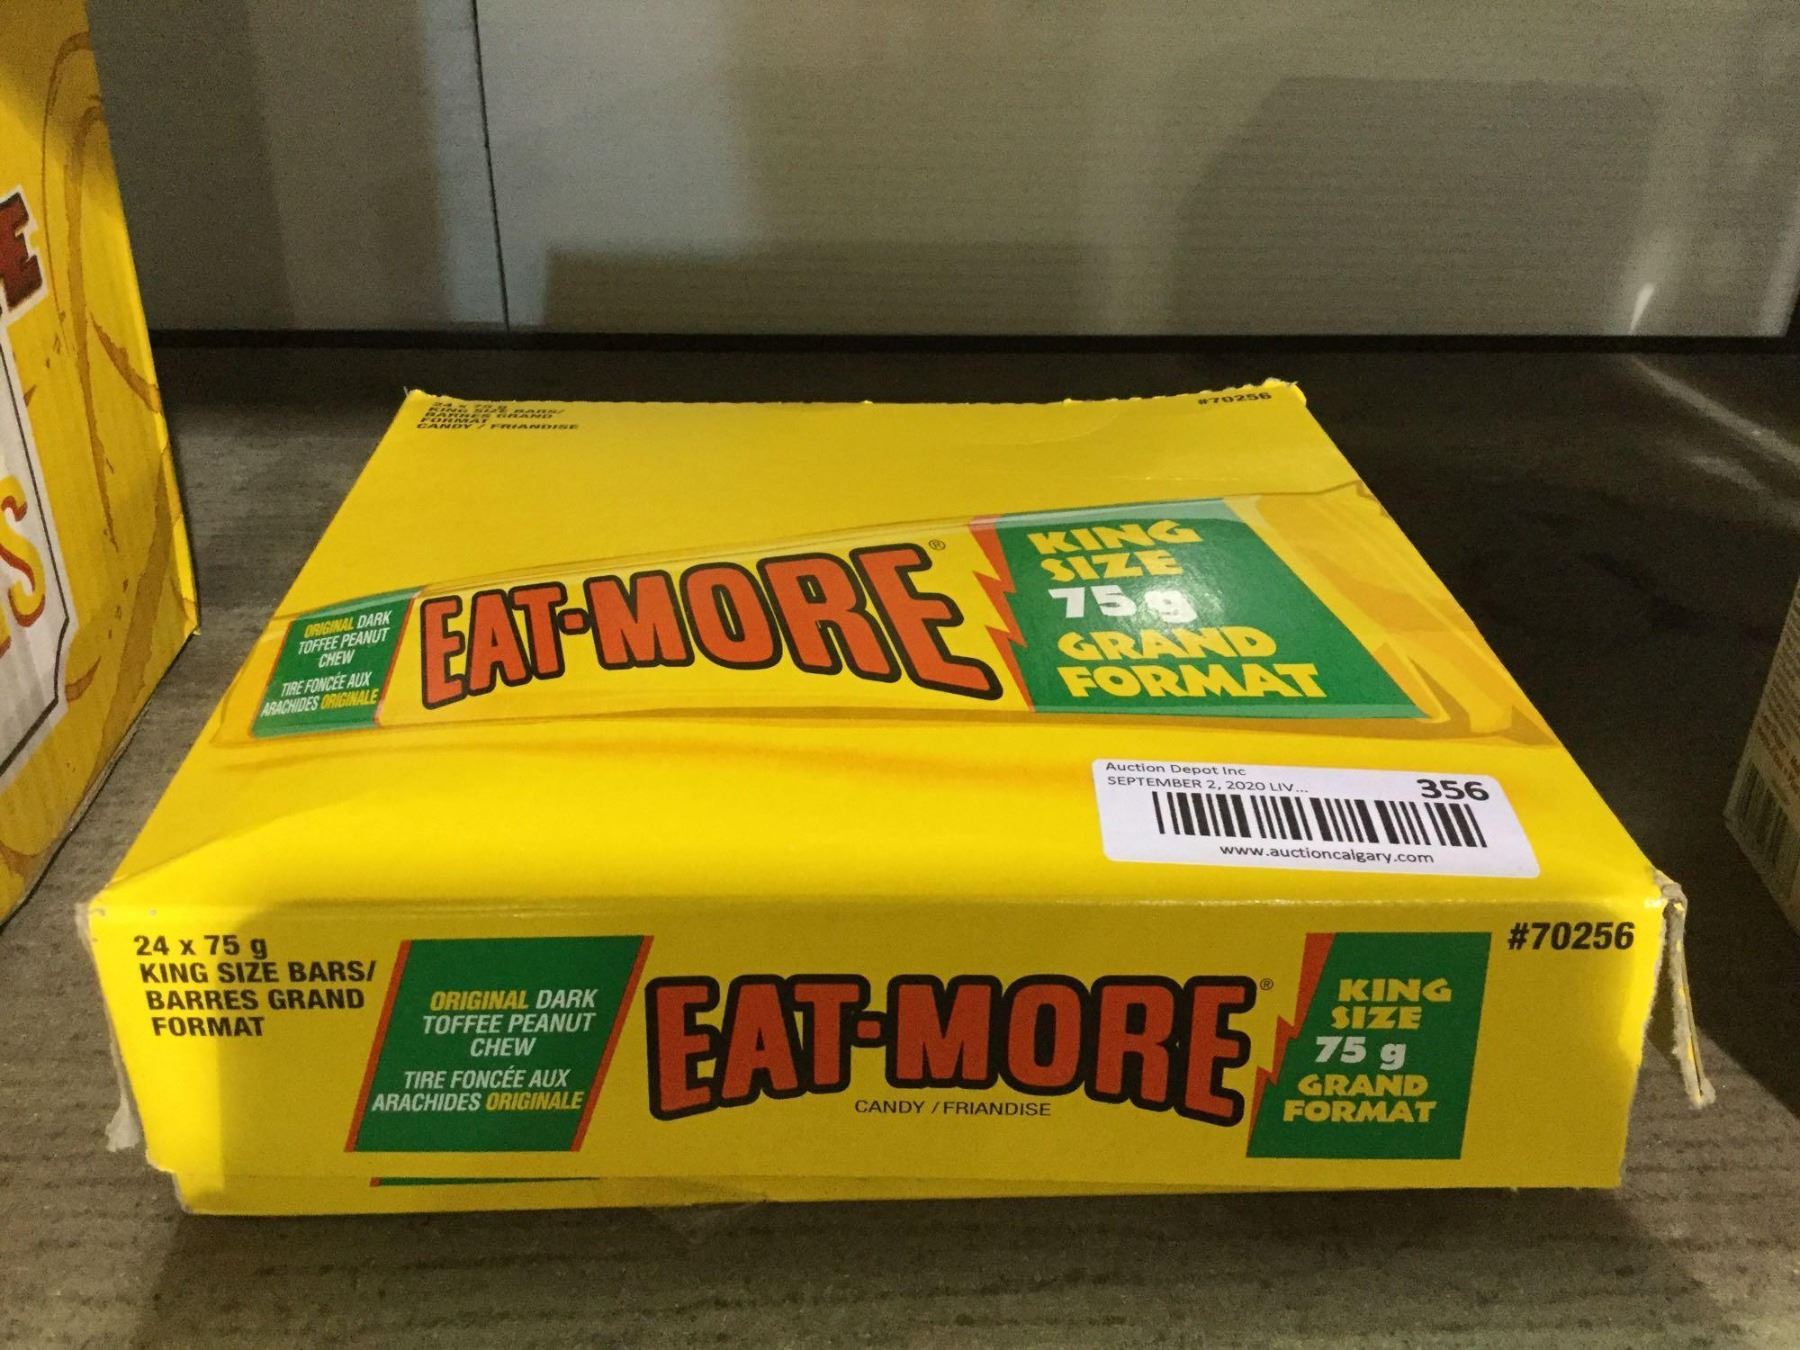 24 x 75 g
KING SIZE BARS/
BARRES GRAND
FORMAT
CANDY / FRIANDISE
#70256
ORIGINAL DARK
TOFFEE PEANUT
CHEW
TIRE FONCÉE AUX
ARACHIDES ORIGINALE
EAT-MORE®
KING
SIZE
75 g
GRAND
FORMAT
Auction Depot Inc
SEPTEMBER 2, 2020 LIV...
356
www.auctioncalgary.com
24 x 75 g
KING SIZE BARS/
BARRES GRAND
FORMAT
ORIGINAL DARK
TOFFEE PEANUT
CHEW
TIRE FONCÉE AUX
ARACHIDES ORIGINALE
EAT-MORE®
CANDY / FRIANDISE
KING
SIZE
75 g
GRAND
FORMAT
#70256